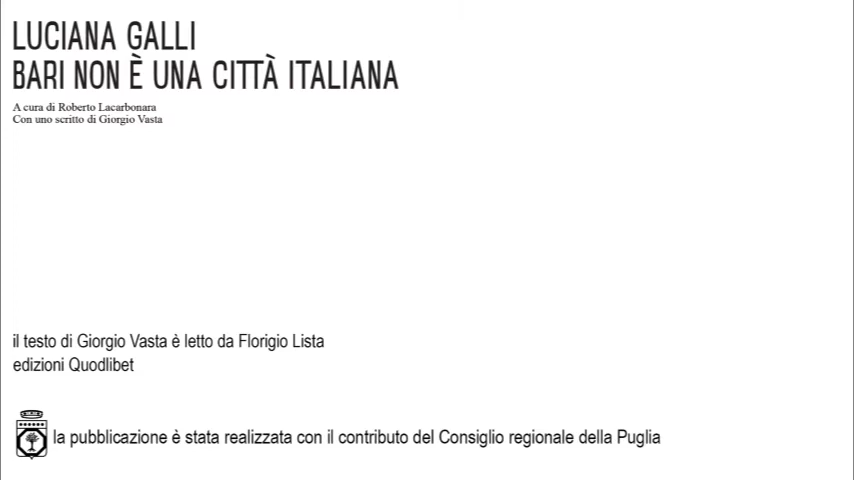 LUCIANA GALLI
BARI NON È UNA CITTÀ ITALIANA
A cura di Roberto Lacarbonara
Con uno scritto di Giorgio Vasta
il testo di Giorgio Vasta è letto da Florigio Lista
edizioni Quodlibet
la pubblicazione è stata realizzata con il contributo del Consiglio regionale della Puglia